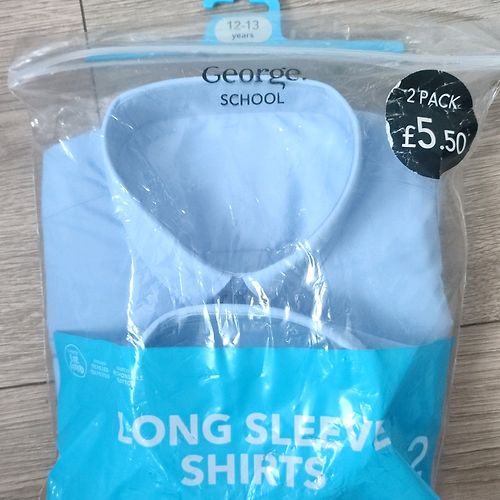 12-13
years
George.
SCHOOL
2 PACK
£5.50
LONG SLEEVE
SHIRTS
2